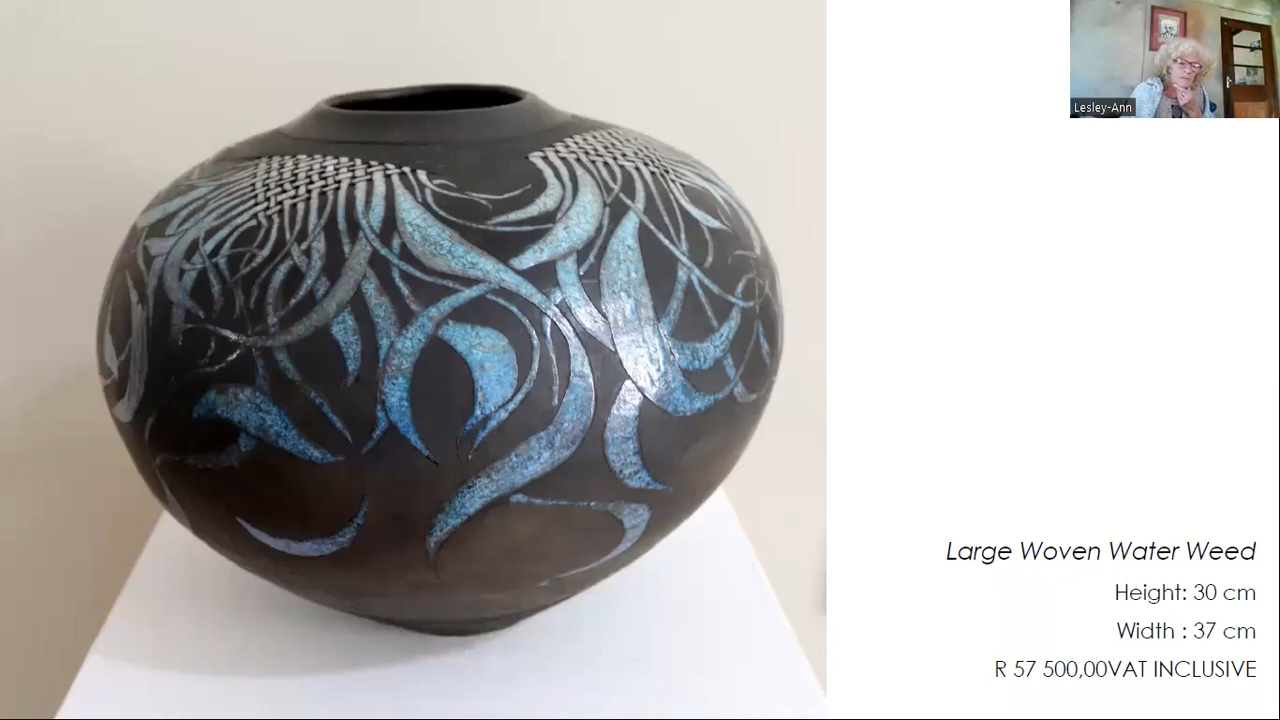 Lesley-Ann
Large Woven Water Weed
Height: 30 cm
Width : 37 cm
R 57 500,00VAT INCLUSIVE